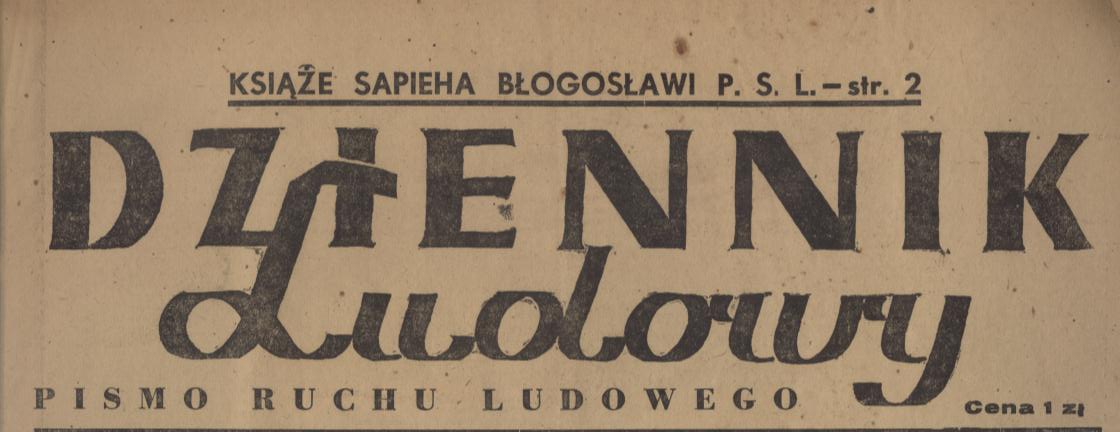 KSIĄŻE SAPIEHA BŁOGOSŁAWI P. S. L. — str. 2
DZIENNIK
Ludowy
PISMO RUCHU LUDOWEGO
Cena 1 zł